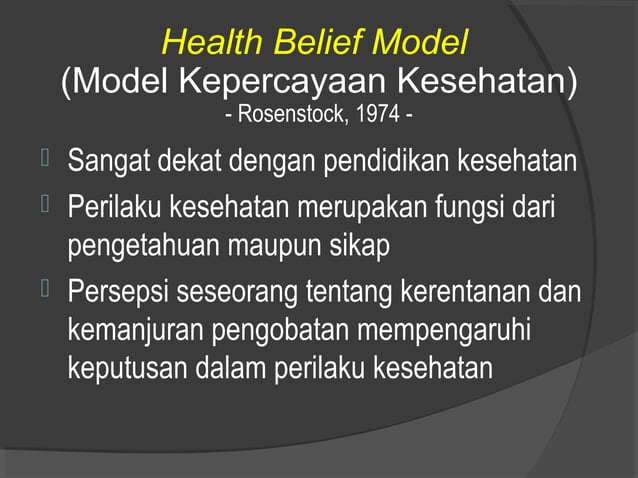 Health Belief Model
(Model Kepercayaan Kesehatan)
- Rosenstock, 1974 -
Sangat dekat dengan pendidikan kesehatan
Perilaku kesehatan merupakan fungsi dari
pengetahuan maupun sikap
Persepsi seseorang tentang kerentanan dan
kemanjuran pengobatan mempengaruhi
keputusan dalam perilaku kesehatan